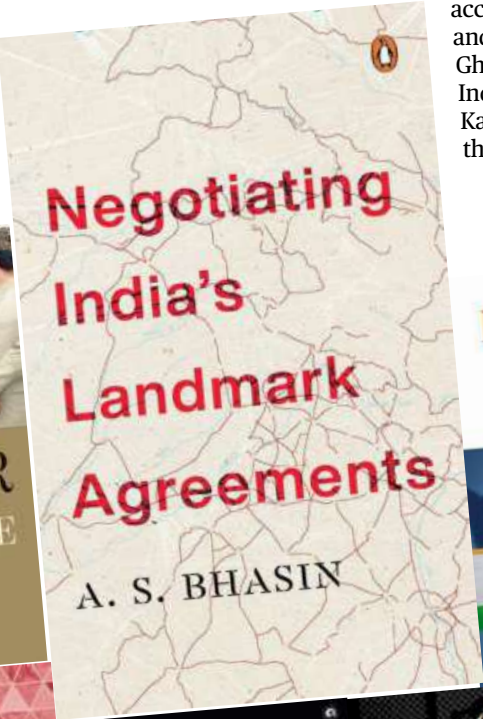 Negotiating
India's
Landmark
Agreements
A. S. BHASIN